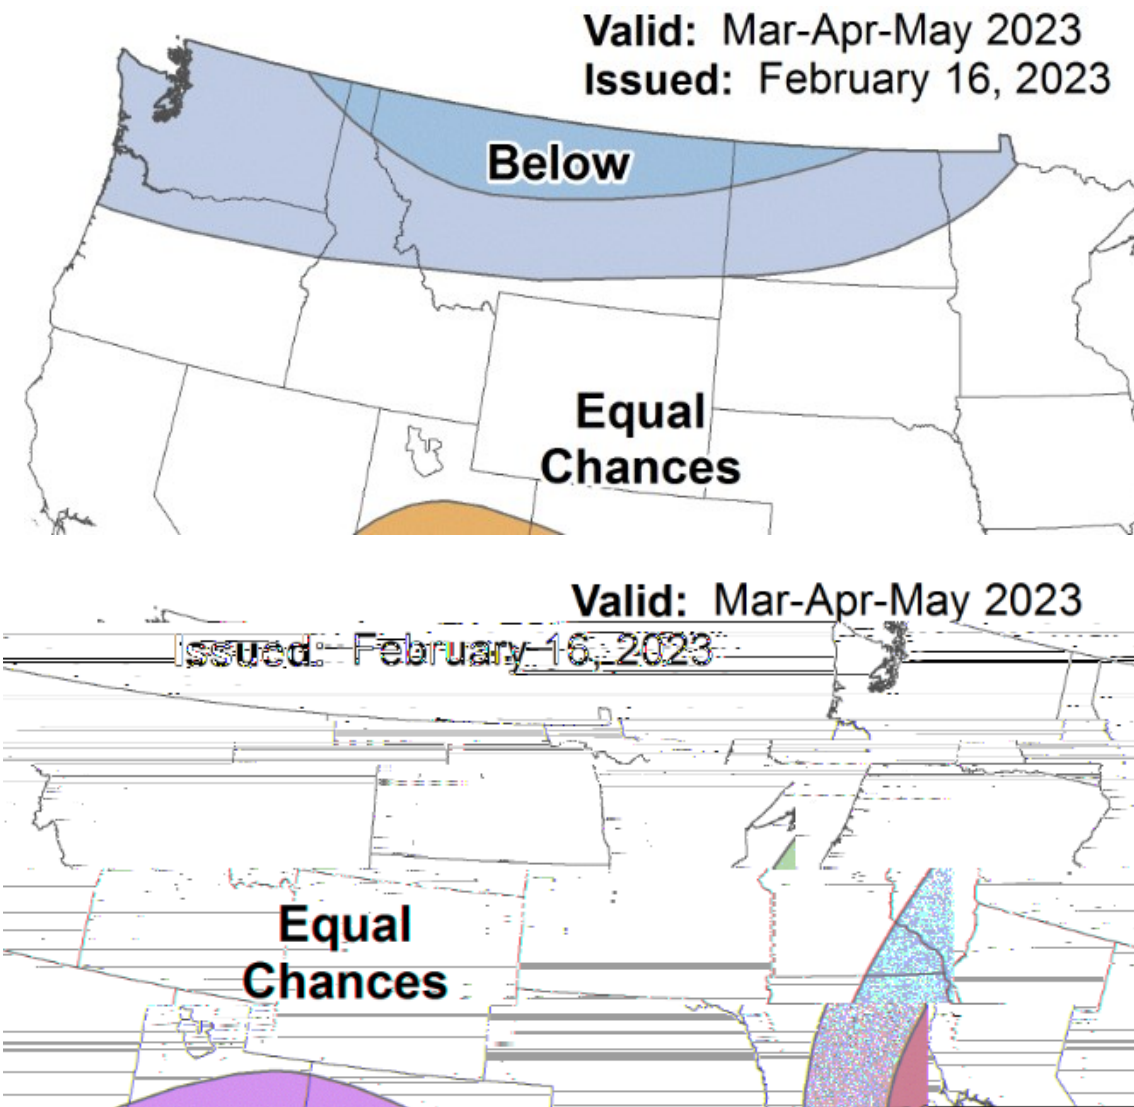 Valid: Mar-Apr-May 2023
Issued: February 16, 2023
Below
Equal
Chances
Valid: Mar-Apr-May 2023
Issued: February 16, 2023
Equal
Chances